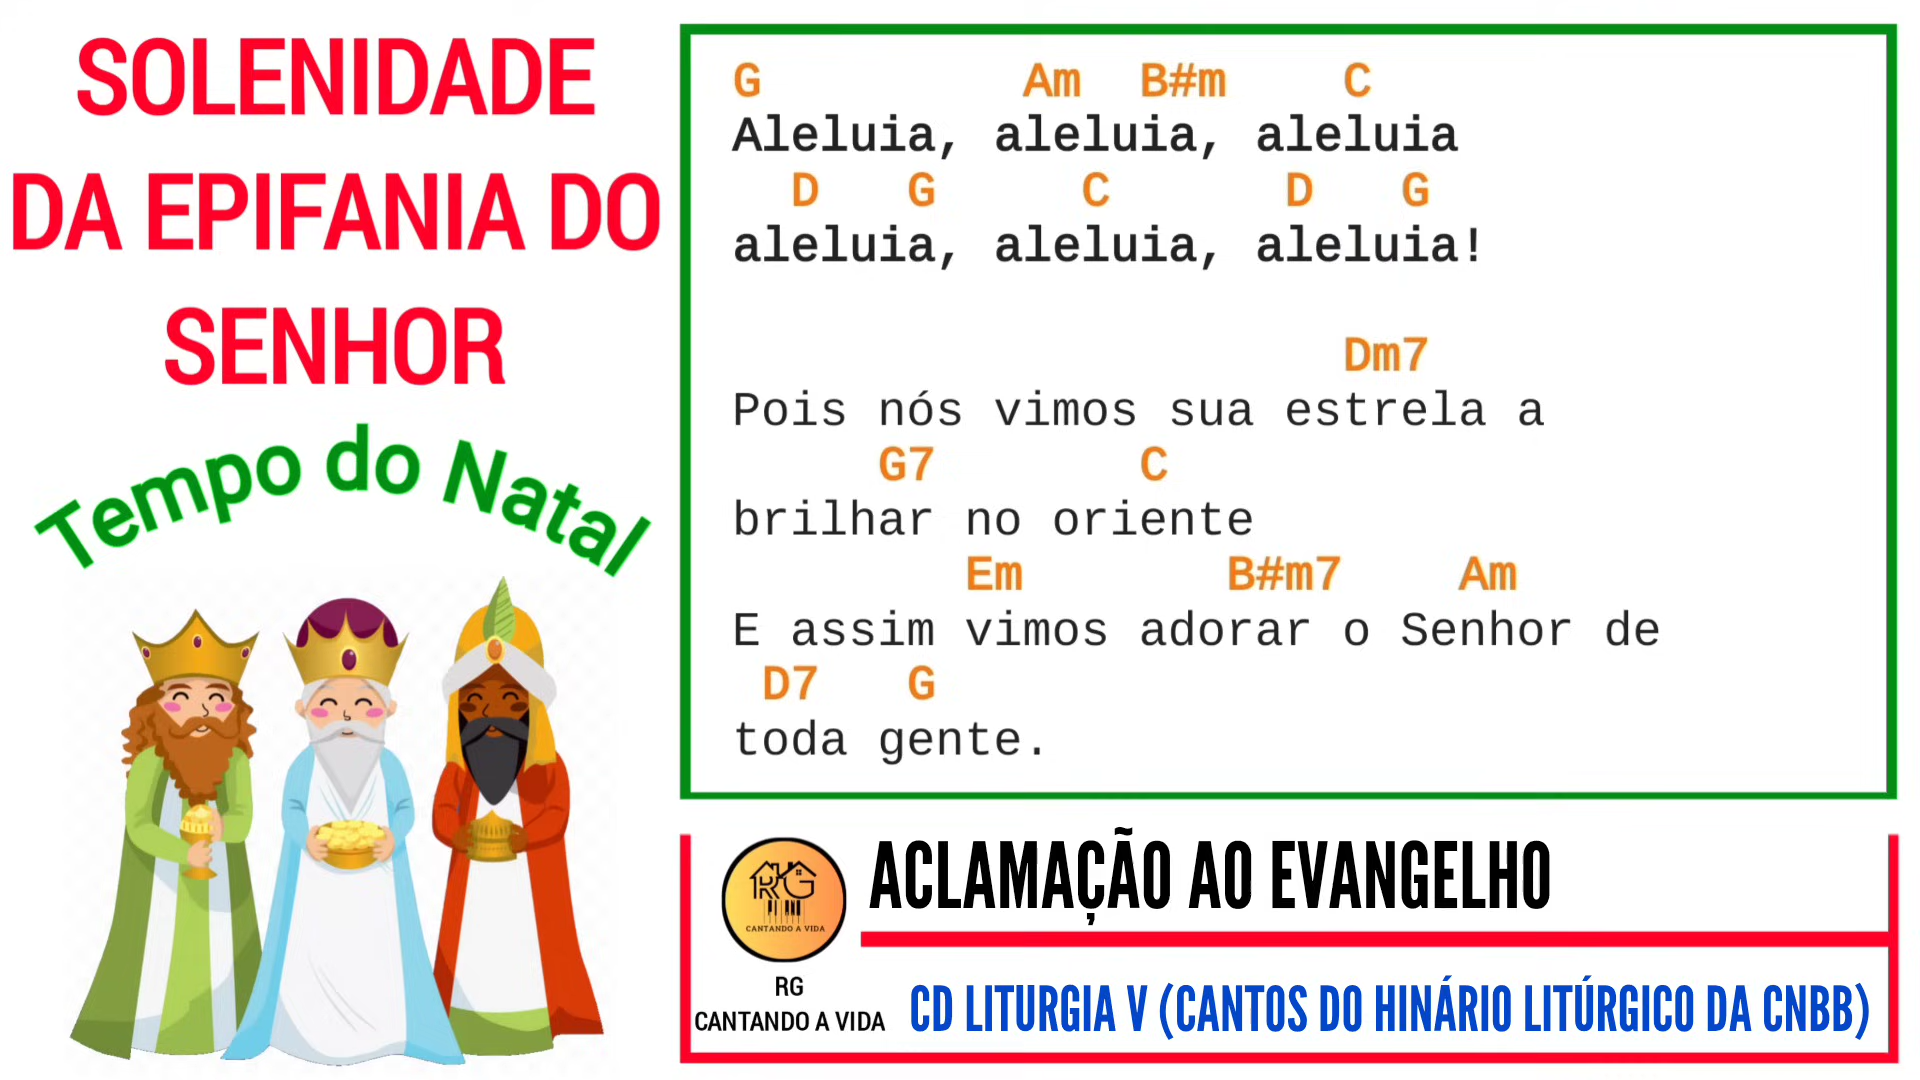 SOLENIDADE
DA EPIFANIA DO
SENHOR
Tempo do Natal
G Am B#m C
Aleluia, aleluia, aleluia
D G C D G
aleluia, aleluia, aleluia!
Dm7
Pois nós vimos sua estrela a
G7 C
brilhar no oriente
Em B#m7 Am
E assim vimos adorar o Senhor de
D7 G
toda gente.
RG
CANTANDO A VIDA
ACLAMAÇÃO AO EVANGELHO
RG
CANTANDO A VIDA
CD LITURGIA V (CANTOS DO HINÁRIO LITÚRGICO DA CNBB)